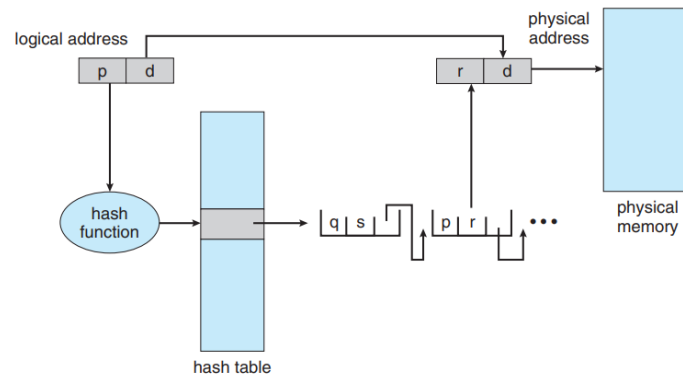 logical address
physical
address
p d
r d
hash
function
q s
p r
•••
physical
memory
hash table